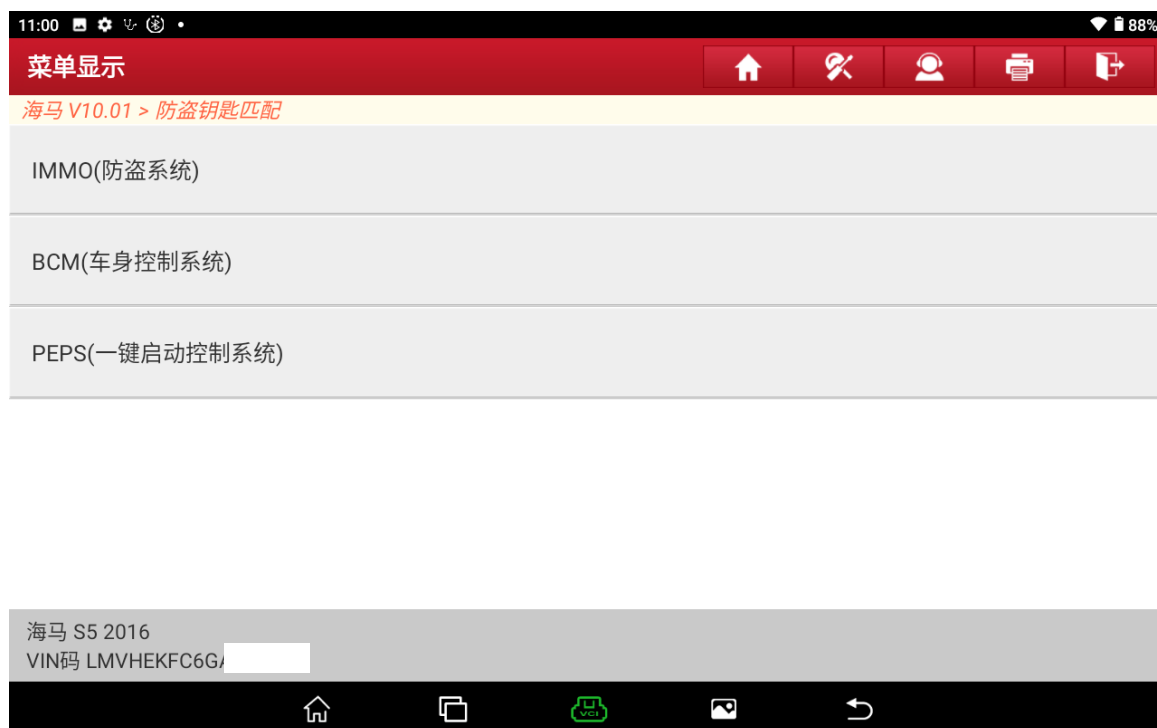 11:00 88%
菜单显示
海马 V10.01 > 防盗钥匙匹配
IMMO(防盗系统)
BCM(车身控制系统)
PEPS(一键启动控制系统)
海马 S5 2016
VIN码 LMVHEKFC6G
VCI